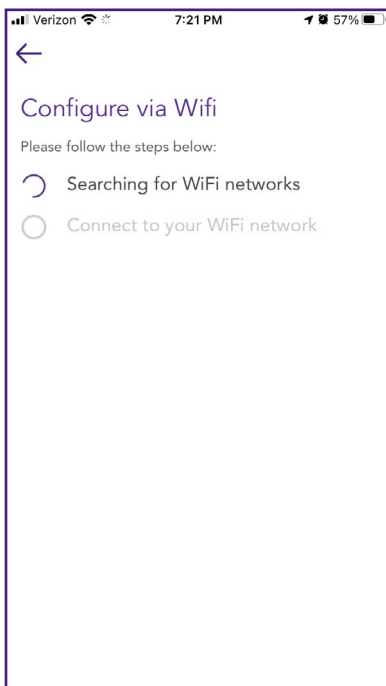 Verizon 7:21 PM 57%
Configure via Wifi
Please follow the steps below:
Searching for WiFi networks
Connect to your WiFi network